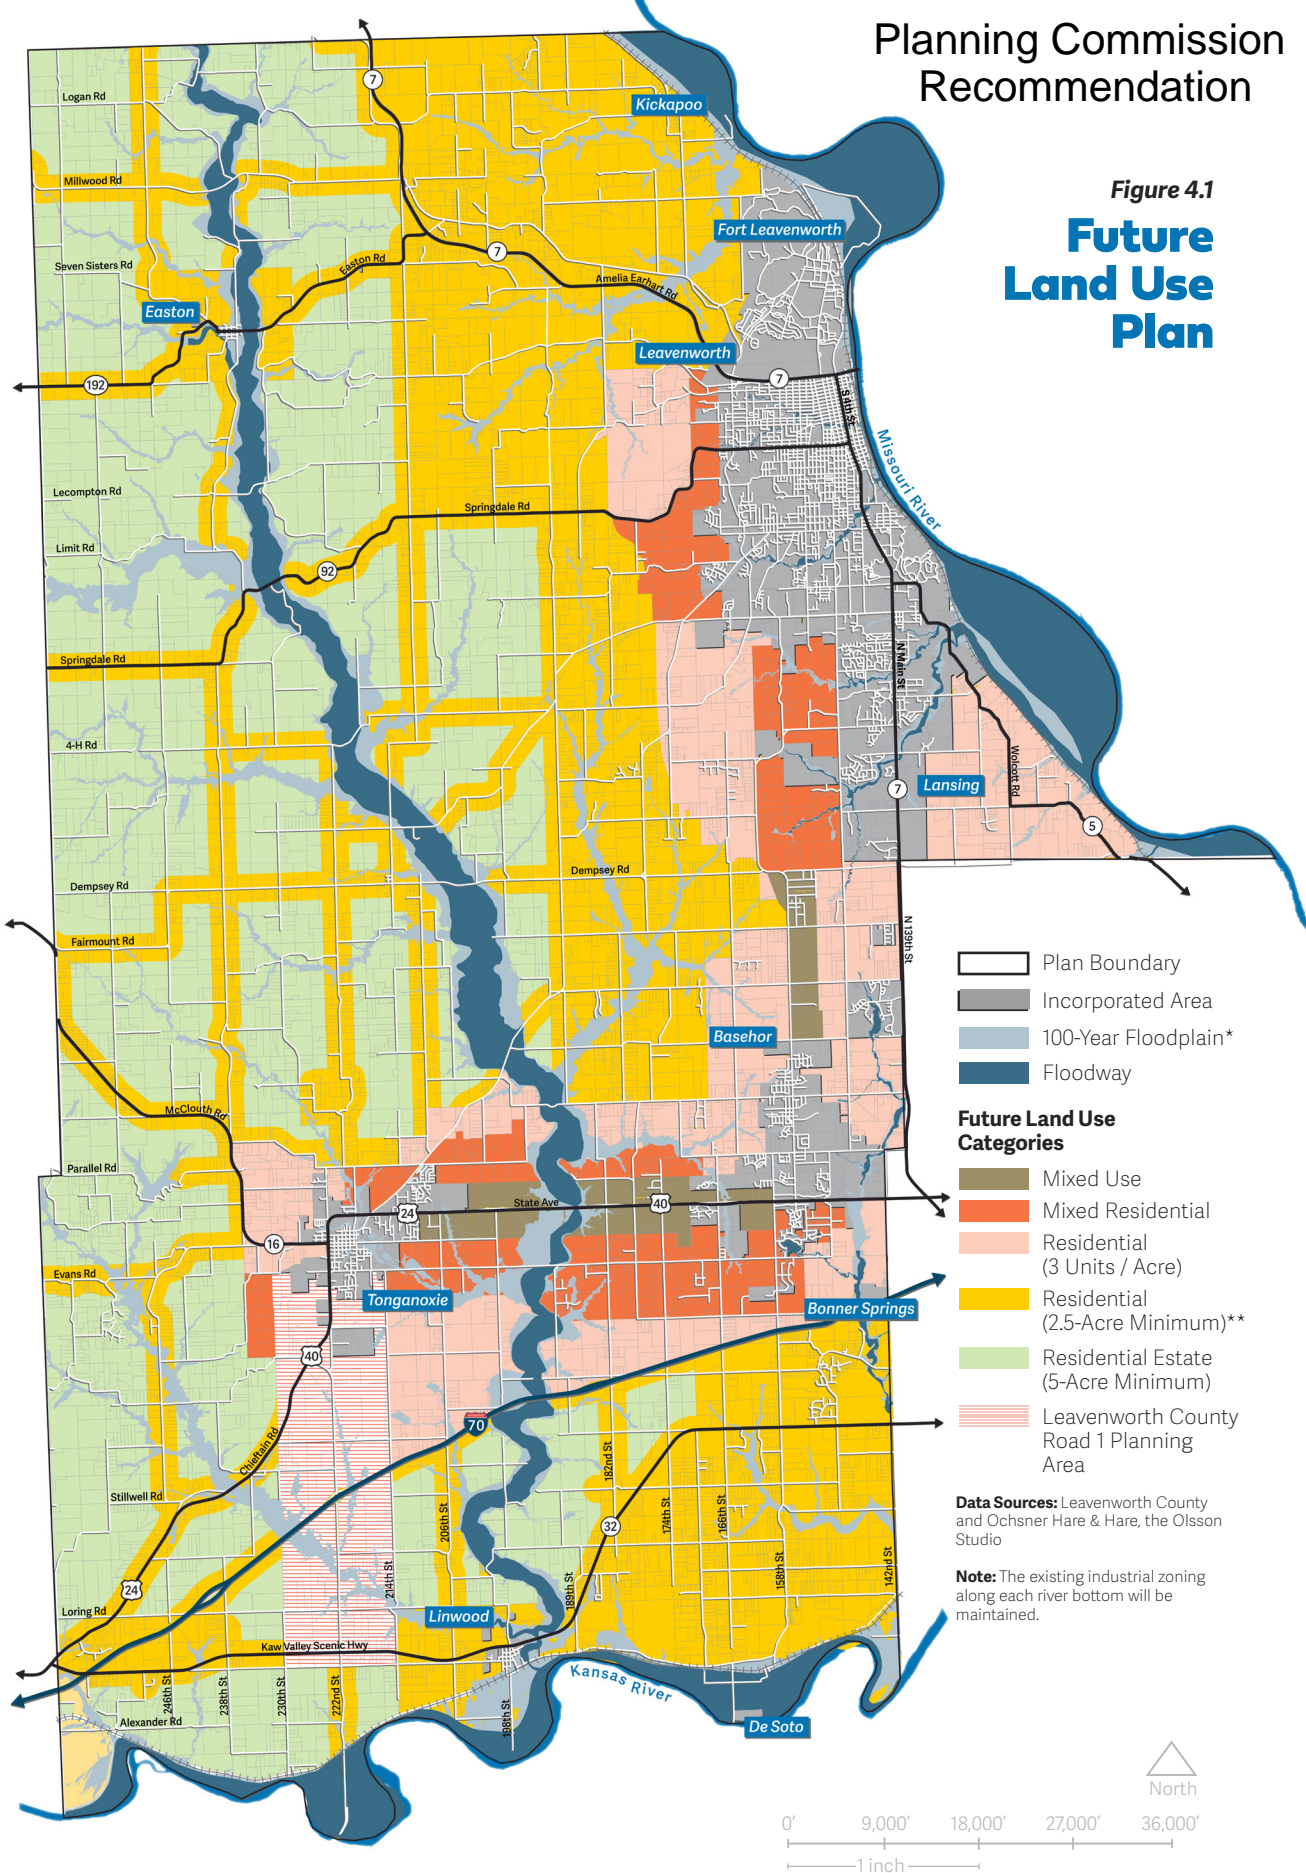 Planning Commission
Recommendation
Figure 4.1
Future
Land Use
Plan
7
Kickapoo
Logan Rd
Millwood Rd
Fort Leavenworth
7
Easton Rd
Seven Sisters Rd
Amelia Earhart Rd
Easton
Leavenworth
7
192
S 4th St
Missouri River
Lecompton Rd
Springdale Rd
Limit Rd
92
Springdale Rd
N Main St
4-H Rd
Wolcott Rd
Lansing
7
5
Dempsey Rd
Dempsey Rd
Fairmount Rd
N 139th St
Basehor
McClouth Rd
Parallel Rd
State Ave
40
24
16
Evans Rd
Tonganoxie
Bonner Springs
40
70
Chieftain Rd
182nd St
Stillwell Rd
206th St
174th St
166th St
32
158th St
142nd St
214th St
189th St
24
Loring Rd
Linwood
Kaw Valley Scenic Hwy
Kansas River
246th St
238th St
230th St
222nd St
198th St
Alexander Rd
De Soto
Plan Boundary
Incorporated Area
100-Year Floodplain*
Floodway
Future Land Use
Categories
Mixed Use
Mixed Residential
Residential
(3 Units / Acre)
Residential
(2.5-Acre Minimum)**
Residential Estate
(5-Acre Minimum)
Leavenworth County
Road 1 Planning
Area
Data Sources: Leavenworth County
and Ochsner Hare & Hare, the Olsson
Studio
Note: The existing industrial zoning
along each river bottom will be
maintained.
North
0' 9,000' 18,000' 27,000' 36,000'
1 inch